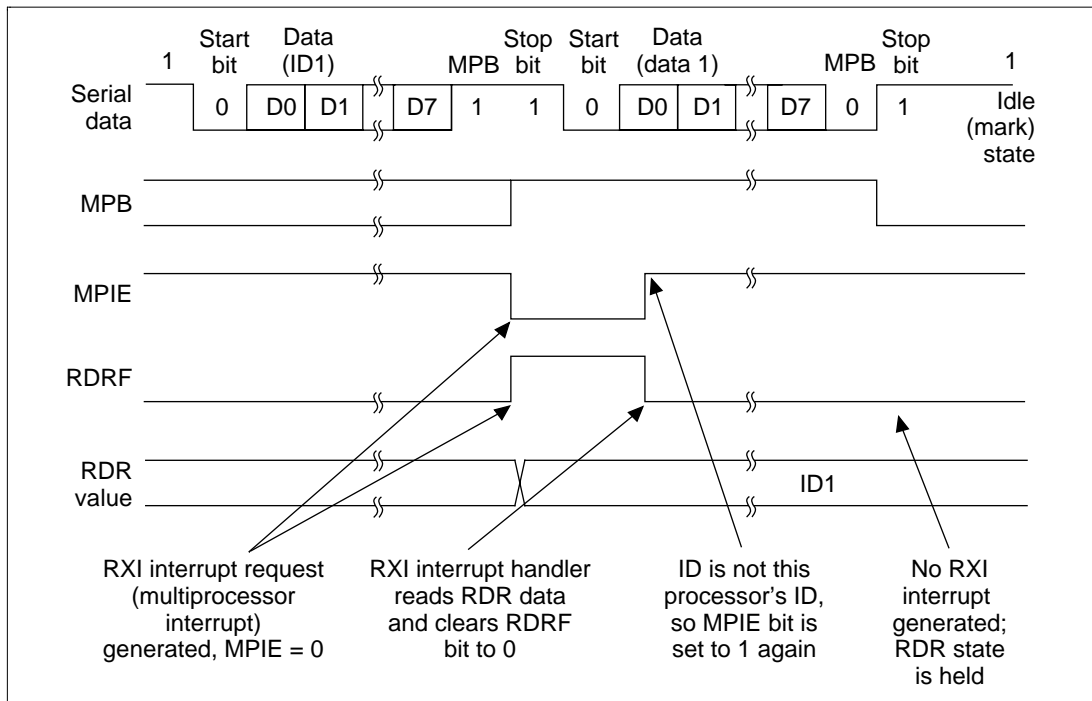 Start bit
Data (ID1)
MPB
Stop bit
Start bit
Data (data 1)
MPB
Stop bit
1
1
Serial data
0
D0
D1
D7
1
1
0
D0
D1
D7
0
1
Idle (mark) state
MPB
MPIE
RDRF
RDR value
ID1
RXI interrupt request
(multiprocessor
interrupt)
generated, MPIE = 0
RXI interrupt handler
reads RDR data
and clears RDRF
bit to 0
ID is not this
processor's ID,
so MPIE bit is
set to 1 again
No RXI
interrupt
generated;
RDR state
is held